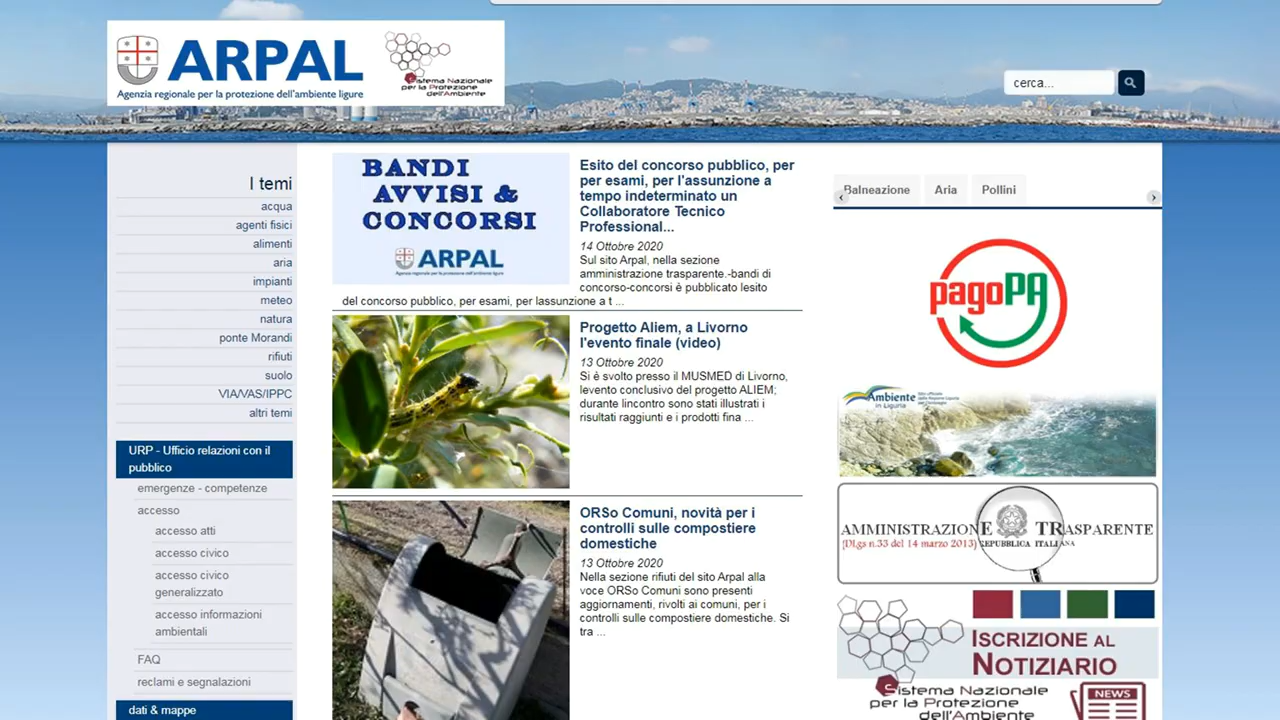 ARPAL
Agenzia regionale per la protezione dell'ambiente ligure
Sistema Nazionale
per la Protezione
dell'Ambiente
cerca...
I temi
acqua
agenti fisici
alimenti
aria
impianti
meteo
natura
ponte Morandi
rifiuti
suolo
VIA/VAS/IPPC
altri temi
URP - Ufficio relazioni con il
pubblico
emergenze - competenze
accesso
accesso atti
accesso civico
accesso civico
generalizzato
accesso informazioni
ambientali
FAQ
reclami e segnalazioni
dati & mappe
BANDI
AVVISI &
CONCORSI
ARPAL
Agenzia regionale per la protezione dell'ambiente ligure
Esito del concorso pubblico, per
per esami, per l'assunzione a
tempo indeterminato un
Collaboratore Tecnico
Professional...
14 Ottobre 2020
Sul sito Arpal, nella sezione
amministrazione trasparente.-bandi di
concorso-concorsi è pubblicato lesito
del concorso pubblico, per esami, per lassunzione a t ...
Progetto Aliem, a Livorno
l'evento finale (video)
13 Ottobre 2020
Si è svolto presso il MUSMED di Livorno,
levento conclusivo del progetto ALIEM;
durante lincontro sono stati illustrati i
risultati raggiunti e i prodotti fina ...
ORSo Comuni, novità per i
controlli sulle compostiere
domestiche
13 Ottobre 2020
Nella sezione rifiuti del sito Arpal alla
voce ORSo Comuni sono presenti
aggiornamenti, rivolti ai comuni, per i
controlli sulle compostiere domestiche. Si
tra ...
Balneazione Aria Pollini
pagoPA
Ambiente
in Liguria
AMMINISTRAZIONE TRASPARENTE
(Dl.gs n.33 del 14 marzo 2013) REPUBBLICA ITALIANA
ISCRIZIONE AL
NOTIZIARIO
Sistema Nazionale
per la Protezione
dell'Ambiente
NEWS